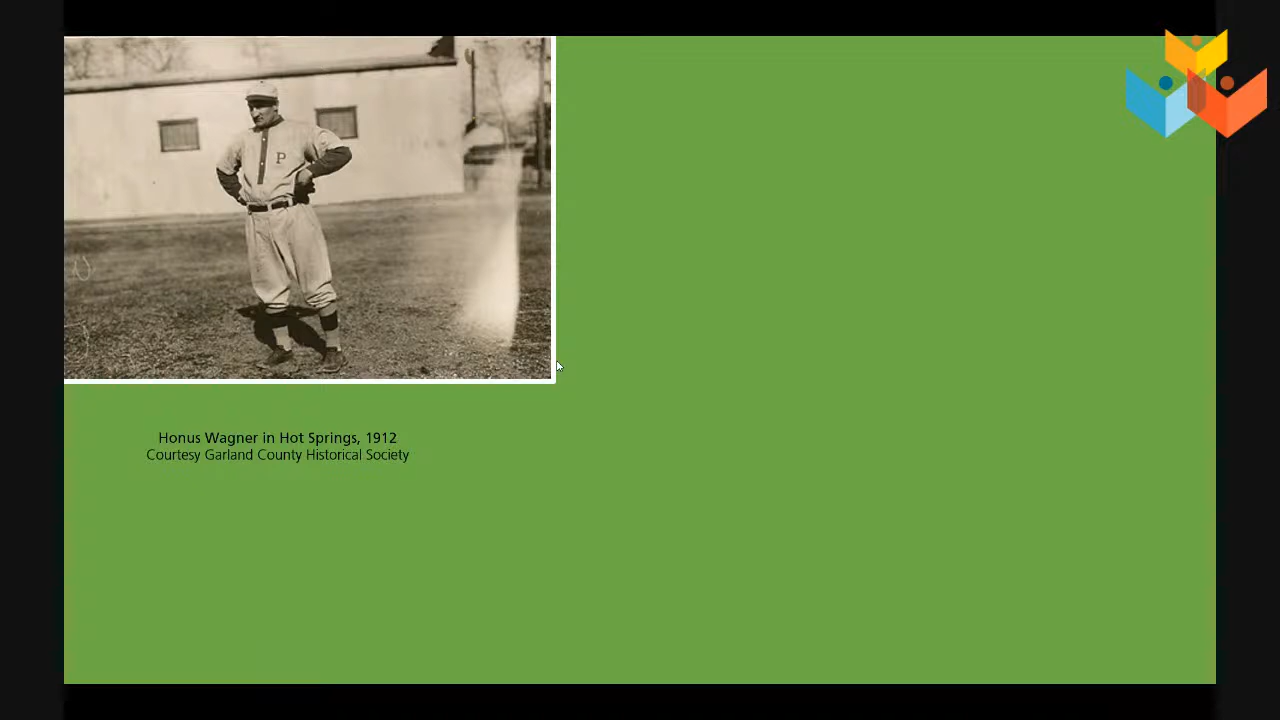 P
Honus Wagner in Hot Springs, 1912
Courtesy Garland County Historical Society